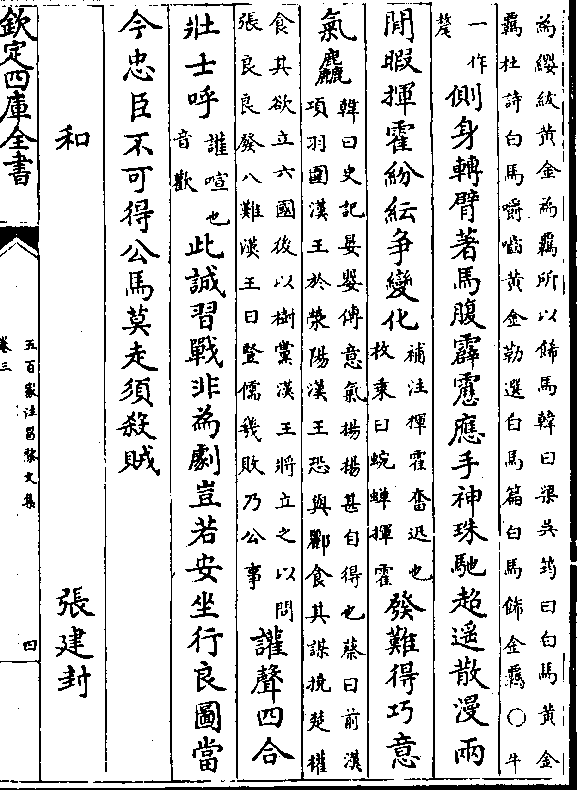 為纓紱黃金為羈所以餙馬韓曰梁吳筠曰白馬黃金
羈杜詩白馬嚼齧黃金勒選白馬篇白馬飾金羈〇牛
一作
氂
側身轉臂著馬腹霹靂應手神珠馳超遥散漫兩
閒暇揮霍紛紜爭變化
補注揮霍奮迅也
枚乘曰蜿蟬揮霍
發難得巧意
氣麤
韓曰史記晏嬰傳意氣揚揚甚自得也蔡曰前漢
項羽圍漢王於滎陽漢王恐與酈食其謀撓楚權
食其欲立六國後以樹黨漢王將立之以問
張良良發八難漢王曰豎儒幾敗乃公事
讙聲四合
壯士呼
讙喧也
音歡
此誠習戰非為劇豈若安坐行良圖當
今忠臣不可得公馬莫走須殺賊
和 張建封
欽定四庫全書
五百家注昌黎文集
卷三
四